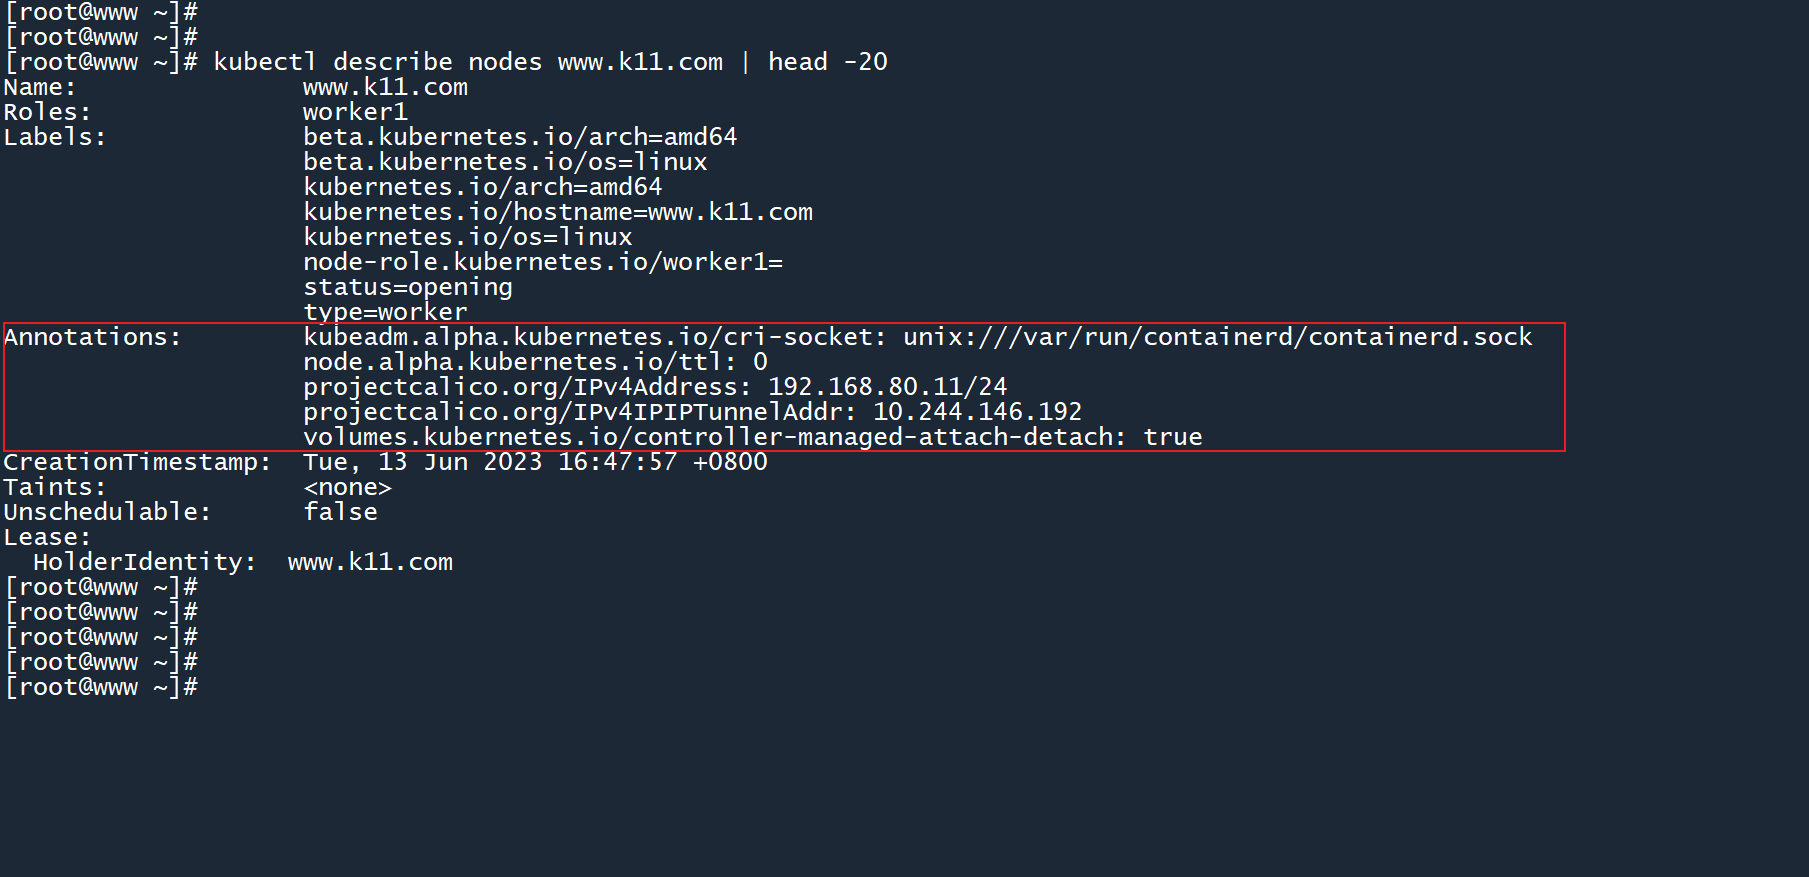 [root@www ~]#
[root@www ~]#
[root@www ~]# kubectl describe nodes www.k11.com | head -20
Name:               www.k11.com
Roles:              worker1
Labels:             beta.kubernetes.io/arch=amd64
                    beta.kubernetes.io/os=linux
                    kubernetes.io/arch=amd64
                    kubernetes.io/hostname=www.k11.com
                    kubernetes.io/os=linux
                    node-role.kubernetes.io/worker1=
                    status=opening
                    type=worker
Annotations:        kubeadm.alpha.kubernetes.io/cri-socket: unix:///var/run/containerd/containerd.sock
                    node.alpha.kubernetes.io/ttl: 0
                    projectcalico.org/IPv4Address: 192.168.80.11/24
                    projectcalico.org/IPv4IPIPTunnelAddr: 10.244.146.192
                    volumes.kubernetes.io/controller-managed-attach-detach: true
CreationTimestamp:  Tue, 13 Jun 2023 16:47:57 +0800
Taints:             <none>
Unschedulable:      false
Lease:
  HolderIdentity:  www.k11.com
[root@www ~]#
[root@www ~]#
[root@www ~]#
[root@www ~]#
[root@www ~]#